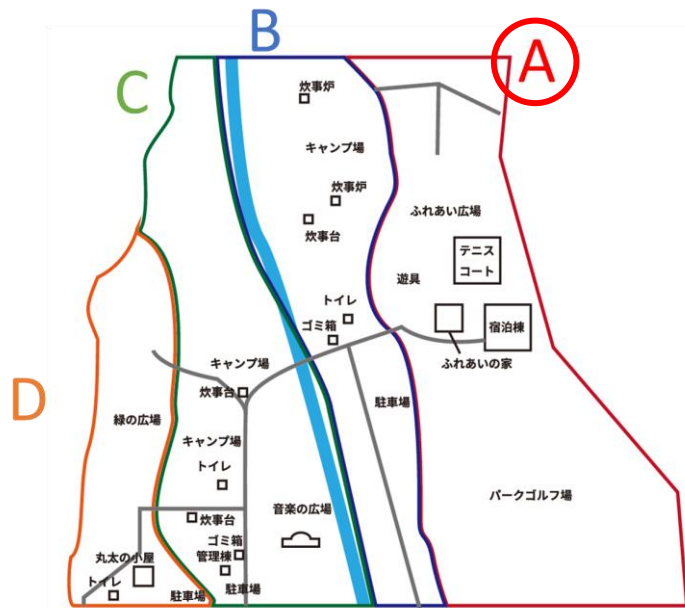 B
A
C
炊事炉
キャンプ場
炊事炉
炊事台
ふれあい広場
テニス
コート
遊具
トイレ
ゴミ箱
宿泊棟
ふれあいの家
キャンプ場
炊事台
駐車場
D
緑の広場
キャンプ場
トイレ
パークゴルフ場
炊事台
音楽の広場
ゴミ箱
管理棟
丸太の小屋
トイレ
駐車場
駐車場